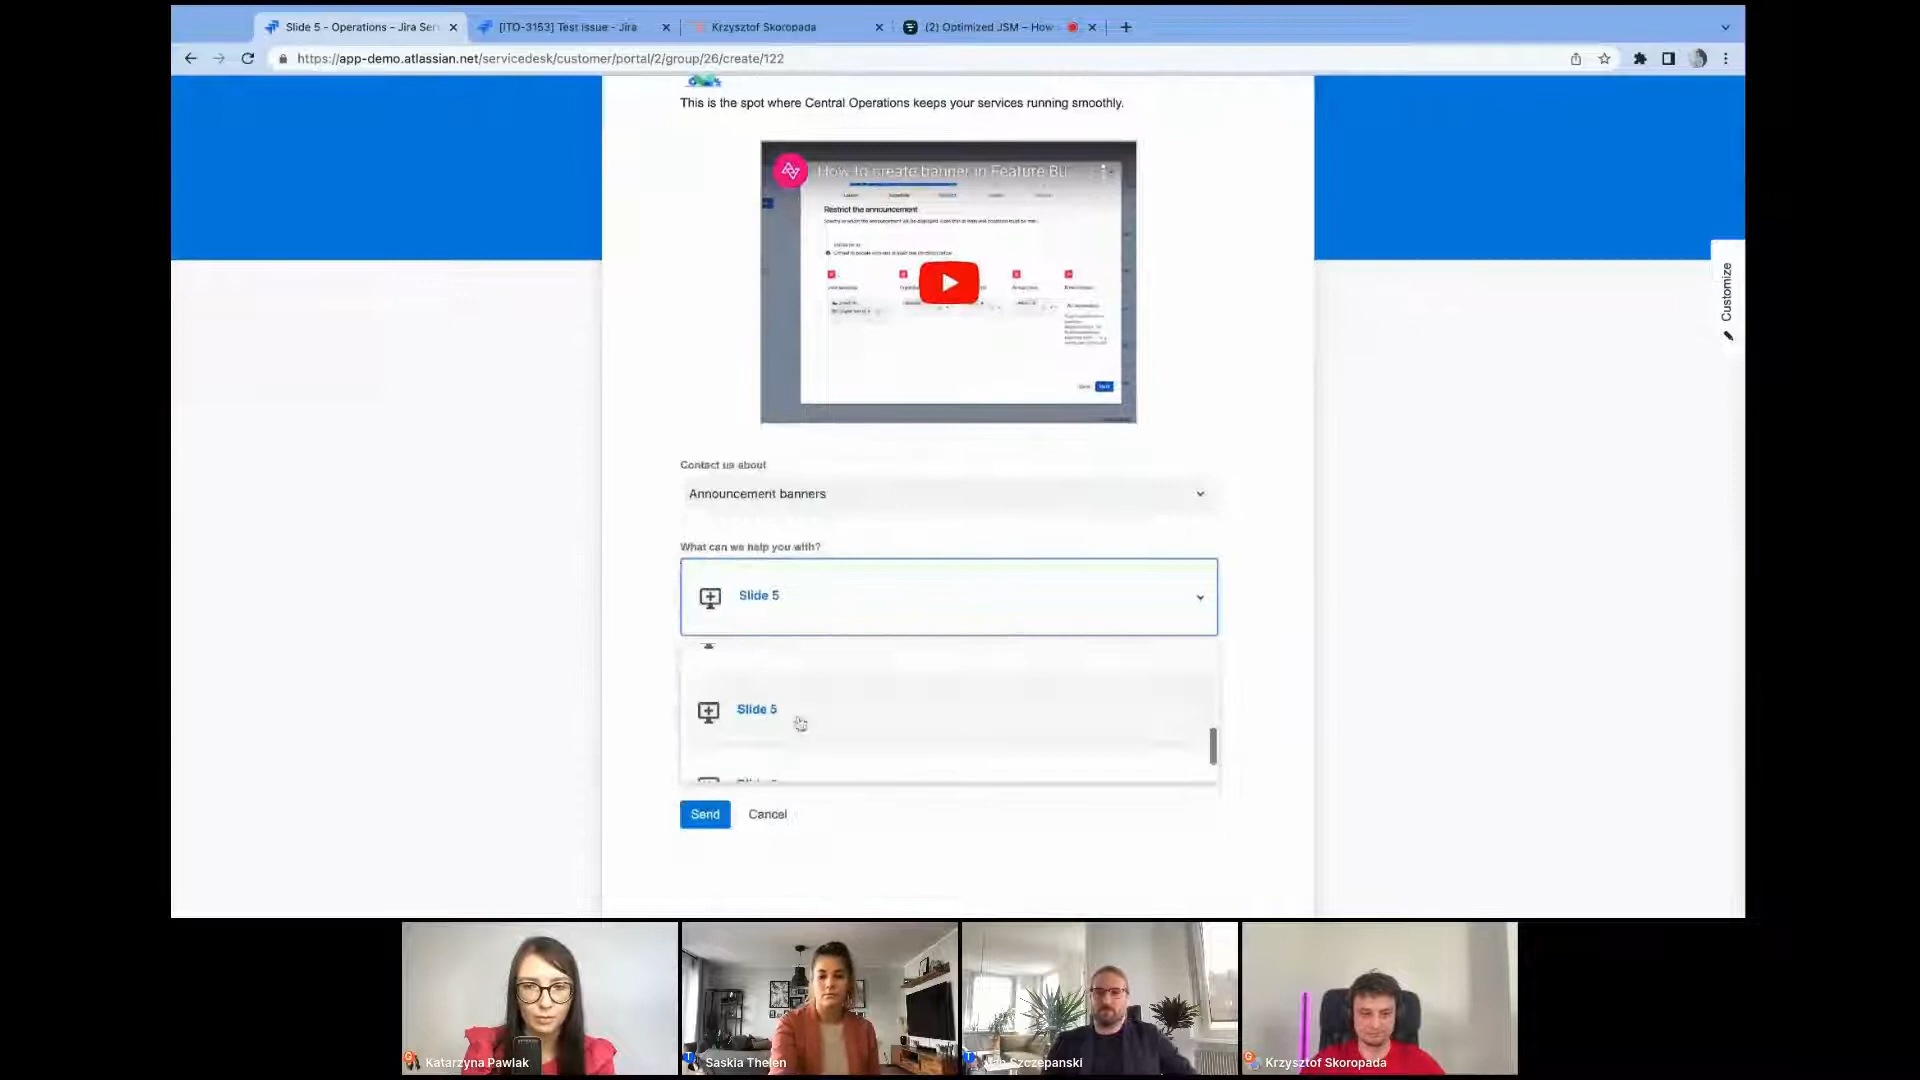 Slide 5 - Operations - Jira Ser
[ITO-3153] Test issue - Jira
Krzysztof Skoropada
(2) Optimized JSM – How
https://app-demo.atlassian.net/servicedesk/customer/portal/2/group/26/create/122
This is the spot where Central Operations keeps your services running smoothly.
How to create banner in Feature Bu
Restrict the announcement
Customize
Contact us about
Announcement banners
What can we help you with?
Slide 5
Slide 5
Send
Cancel
Katarzyna Pawlak
Saskia Thelen
Szczepanski
Krzysztof Skoropada